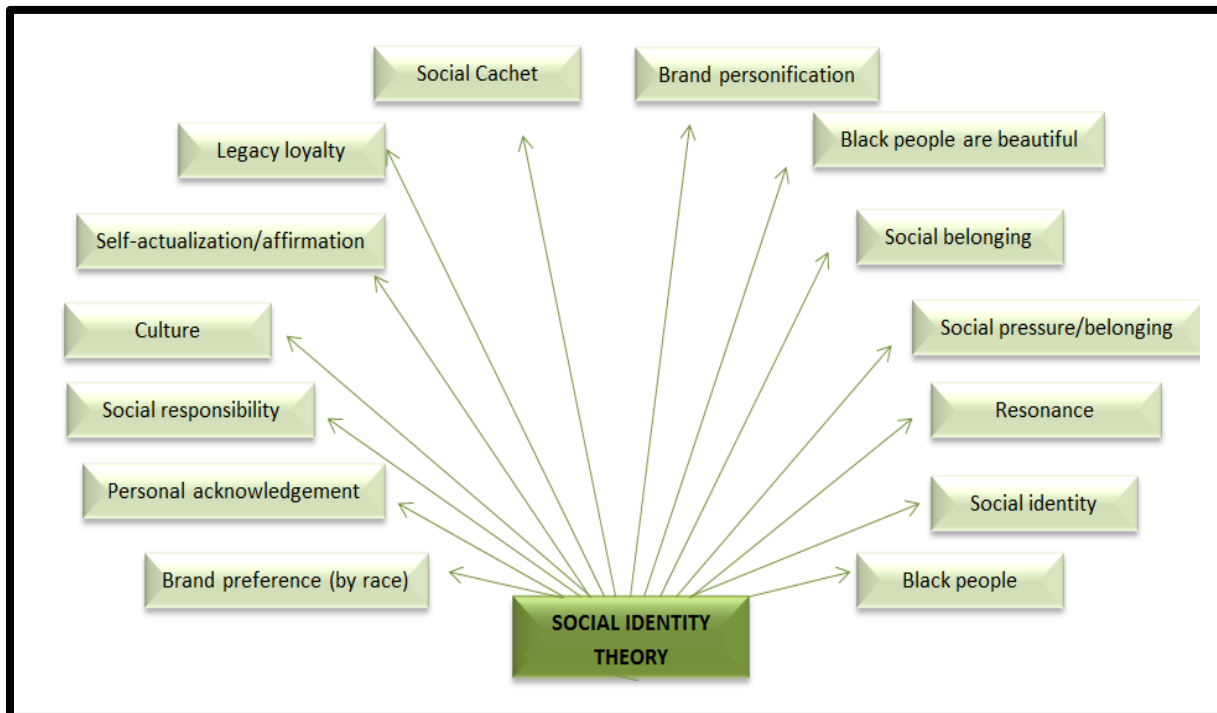 Social Cachet
Brand personification
Legacy loyalty
Black people are beautiful
Self-actualization/affirmation
Social belonging
Culture
Social pressure/belonging
Social responsibility
Resonance
Personal acknowledgement
Social identity
Brand preference (by race)
Black people
SOCIAL IDENTITY
THEORY